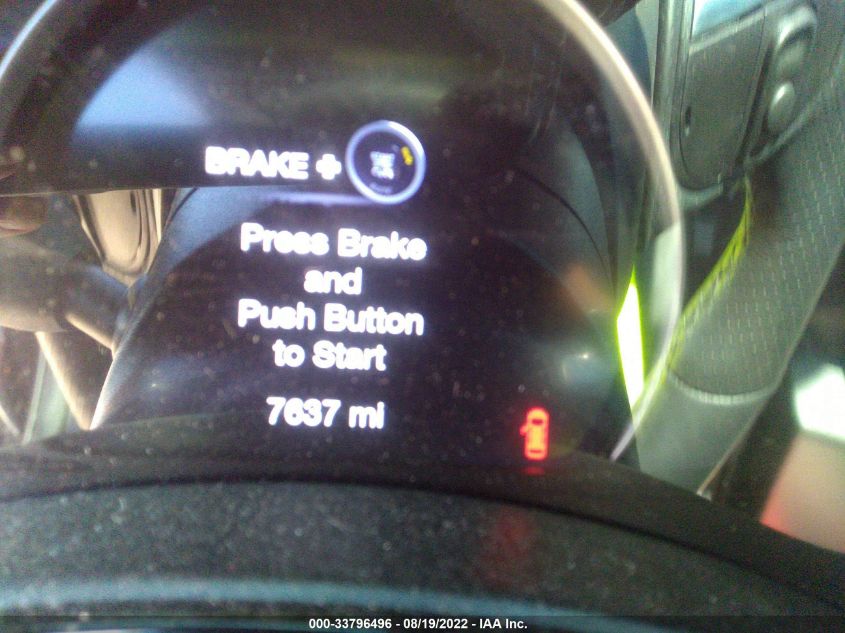 BRAKE +
Press Brake
and
Push Button
to Start
7637 mi
000-33796496 - 08/19/2022 - IAA Inc.